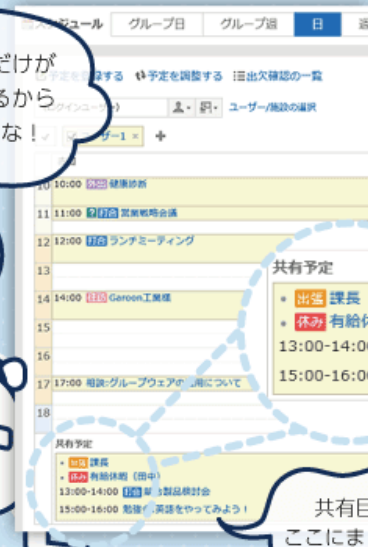 スケジュール グループ日 グループ週 日 週
だけが
るから
な！
予定を登録する 予定を調整する 出欠確認の一覧
ユーザー/施設の選択
ユーザー1 ×
10 10:00 外出 健康診断
11 11:00 ? 打合 営業戦略会議
12 12:00 打合 ランチミーティング
13
14 14:00 Garoon工業様
15
16
17 17:00 相談:グループウェアの
について
18
共有予定
・出張 課長
・休み 有給休
13:00-14:0
15:00-16:0
共有予定
・出張 課長
・休み 有給休暇（田中）
13:00-14:00 打合 製品検討会
15:00-16:00 勉強 英語をやってみよう！
共有
ここにま